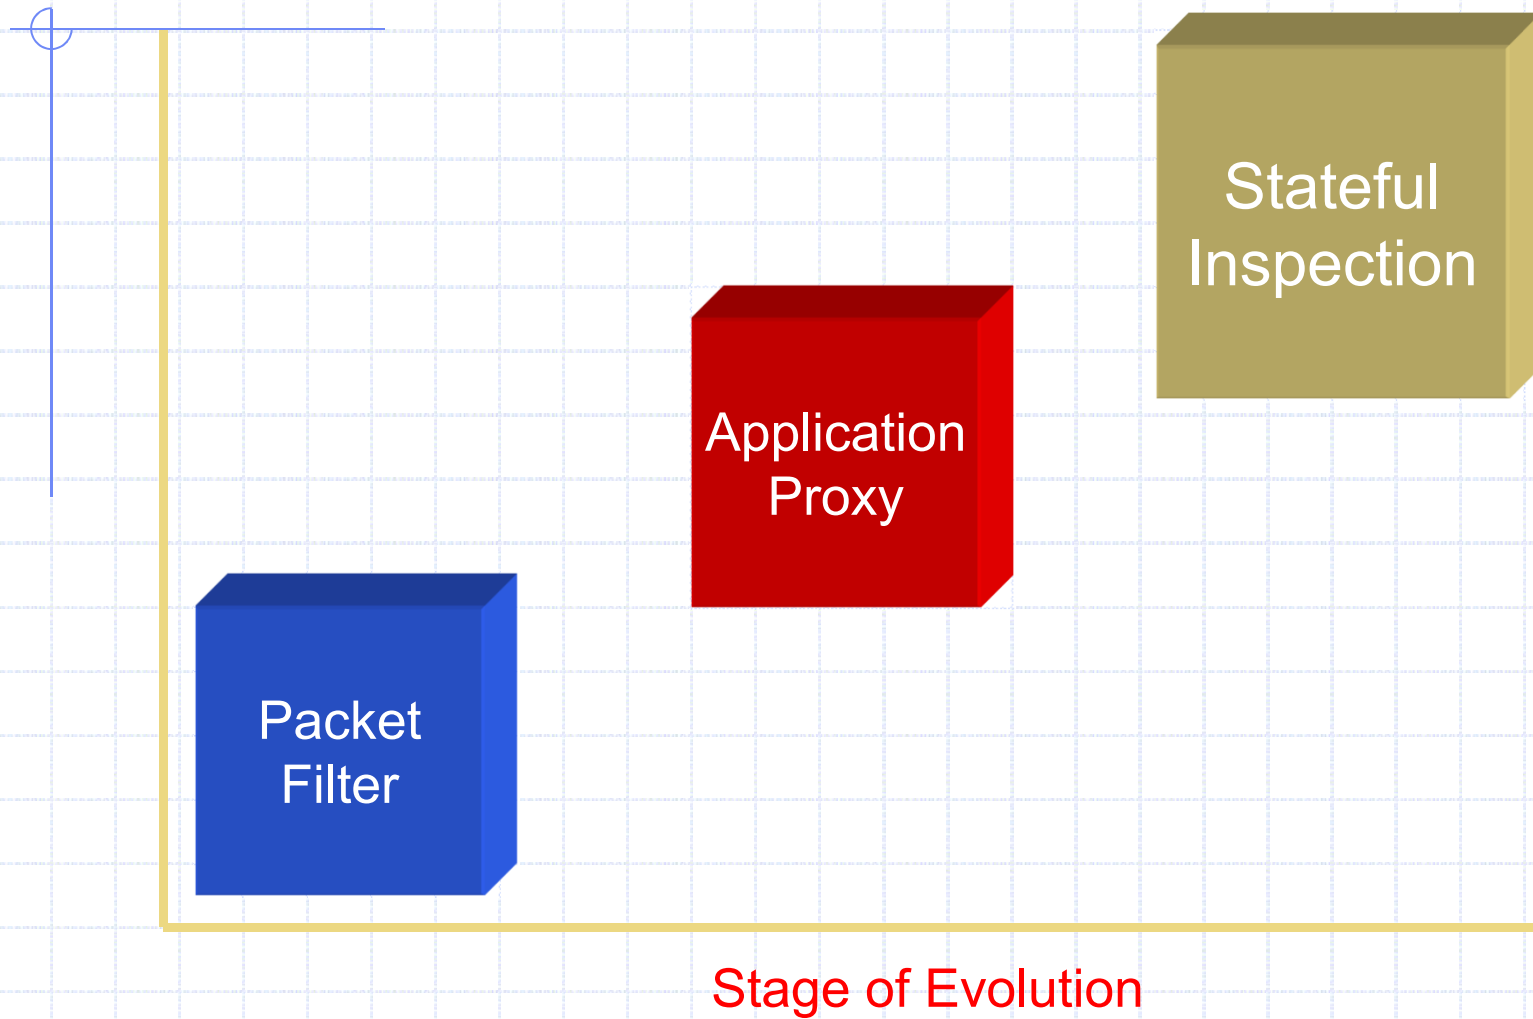 Stateful
Inspection
Application
Proxy
Packet
Filter
Stage of Evolution